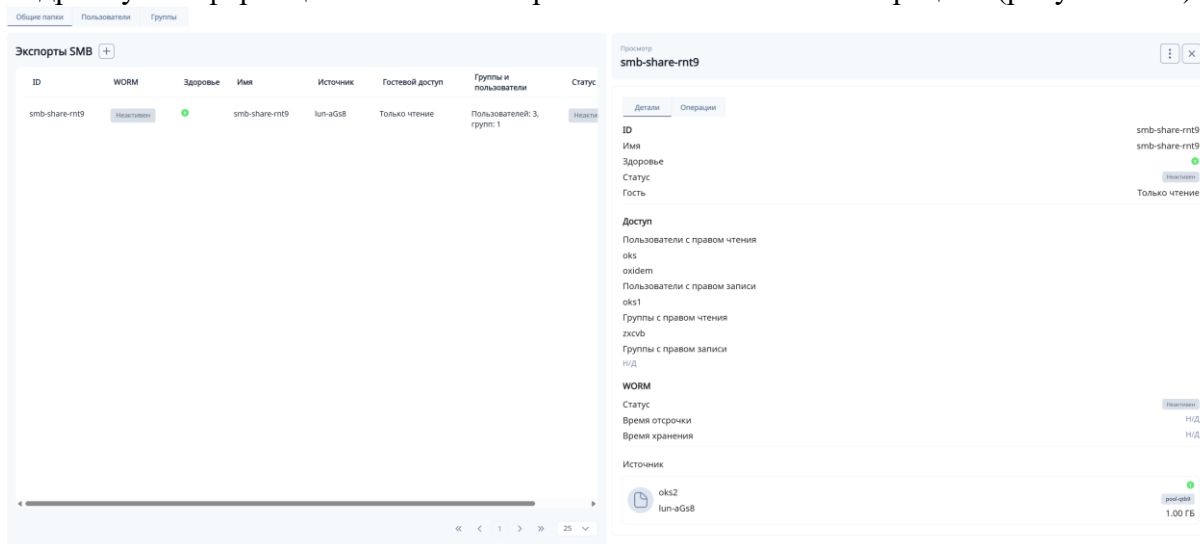 Общие папки Пользователи Группы
Экспорты SMB +
ID WORM Здоровье Имя Источник Гостевой доступ Группы и пользователи Статус
smb-share-rnt9 Неактивен smb-share-rnt9 lun-aGs8 Только чтение Пользователей: 3, групп: 1 Неакти
« < 1 > » 25
Просмотр
smb-share-rnt9
Детали Операции
ID smb-share-rnt9
Имя smb-share-rnt9
Здоровье
Статус Неактивен
Гость Только чтение
Доступ
Пользователи с правом чтения
oks
oxidem
Пользователи с правом записи
oks1
Группы с правом чтения
zxcvb
Группы с правом записи
Н/Д
WORM
Статус Неактивен
Время отсрочки Н/Д
Время хранения Н/Д
Источник
oks2
lun-aGs8
pool-qtb9
1.00 ГБ